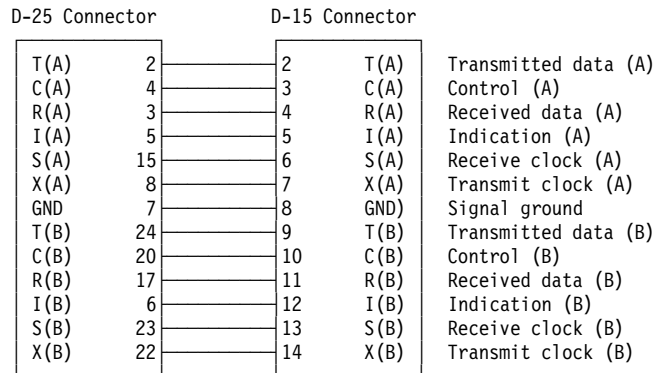 D-25 Connector D-15 Connector
T(A) 2 2 T(A) Transmitted data (A)
C(A) 4 3 C(A) Control (A)
R(A) 3 4 R(A) Received data (A)
I(A) 5 5 I(A) Indication (A)
S(A) 15 6 S(A) Receive clock (A)
X(A) 8 7 X(A) Transmit clock (A)
GND 7 8 GND) Signal ground
T(B) 24 9 T(B) Transmitted data (B)
C(B) 20 10 C(B) Control (B)
R(B) 17 11 R(B) Received data (B)
I(B) 6 12 I(B) Indication (B)
S(B) 23 13 S(B) Receive clock (B)
X(B) 22 14 X(B) Transmit clock (B)